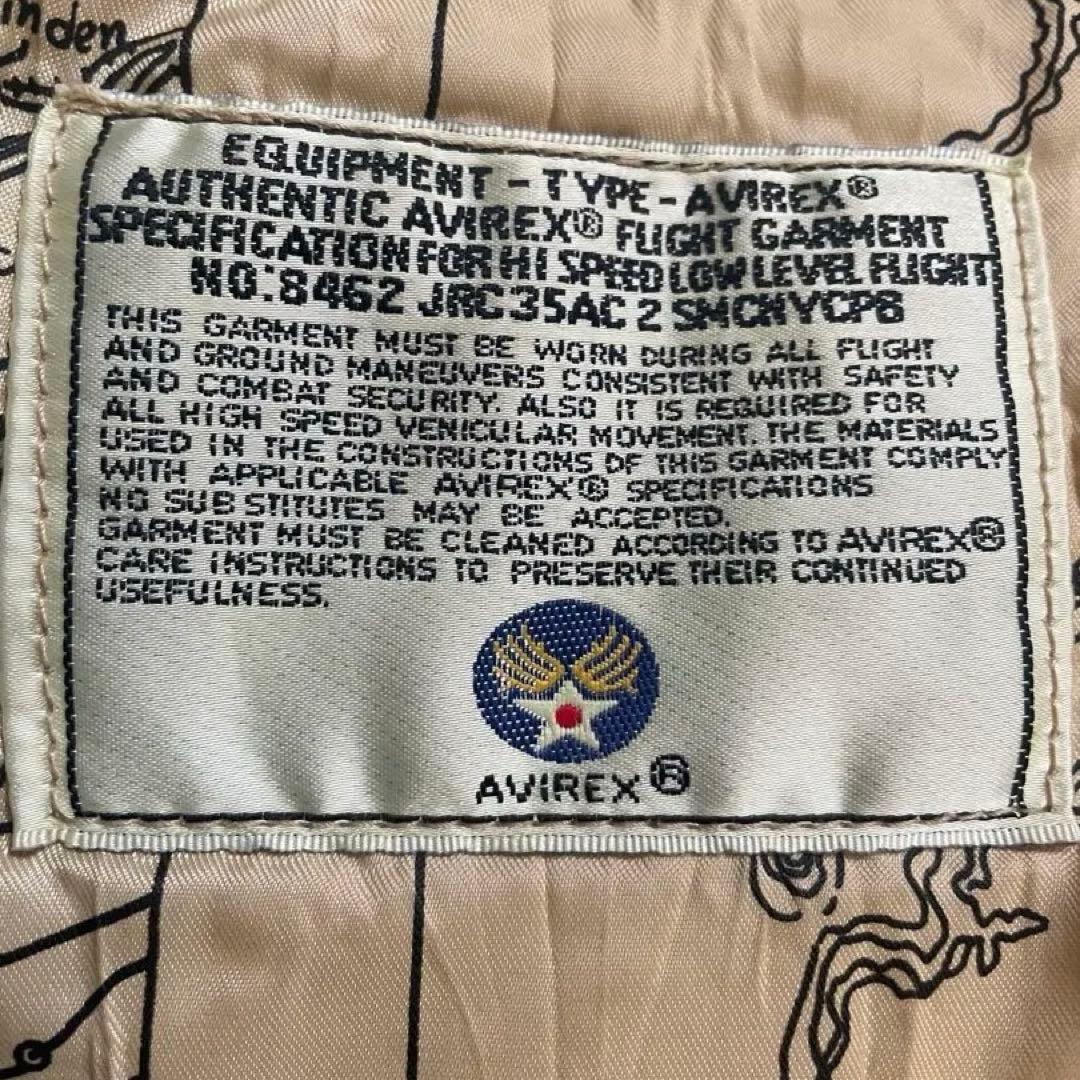 inden
EQUIPMENT - TYPE - AVIREX®
AUTHENTIC AVIREX® FLIGHT GARMENT
SPECIFICATION FOR HI SPEED LOW LEVEL FLIGHT
NO:8462 JRC35AC2 SMCNYCP8
THIS GARMENT MUST BE WORN DURING ALL FLIGHT
AND GROUND MANEUVERS CONSISTENT WITH SAFETY
AND COMBAT SECURITY. ALSO IT IS REQUIRED FOR
ALL HIGH SPEED VENICULAR MOVEMENT. THE MATERIALS
USED IN THE CONSTRUCTIONS OF THIS GARMENT COMPLY
WITH APPLICABLE AVIREX® SPECIFICATIONS
NO SUBSTITUTES MAY BE ACCEPTED.
GARMENT MUST BE CLEANED ACCORDING TO AVIREX®
CARE INSTRUCTIONS TO PRESERVE THEIR CONTINUED
USEFULNESS.
AVIREX®